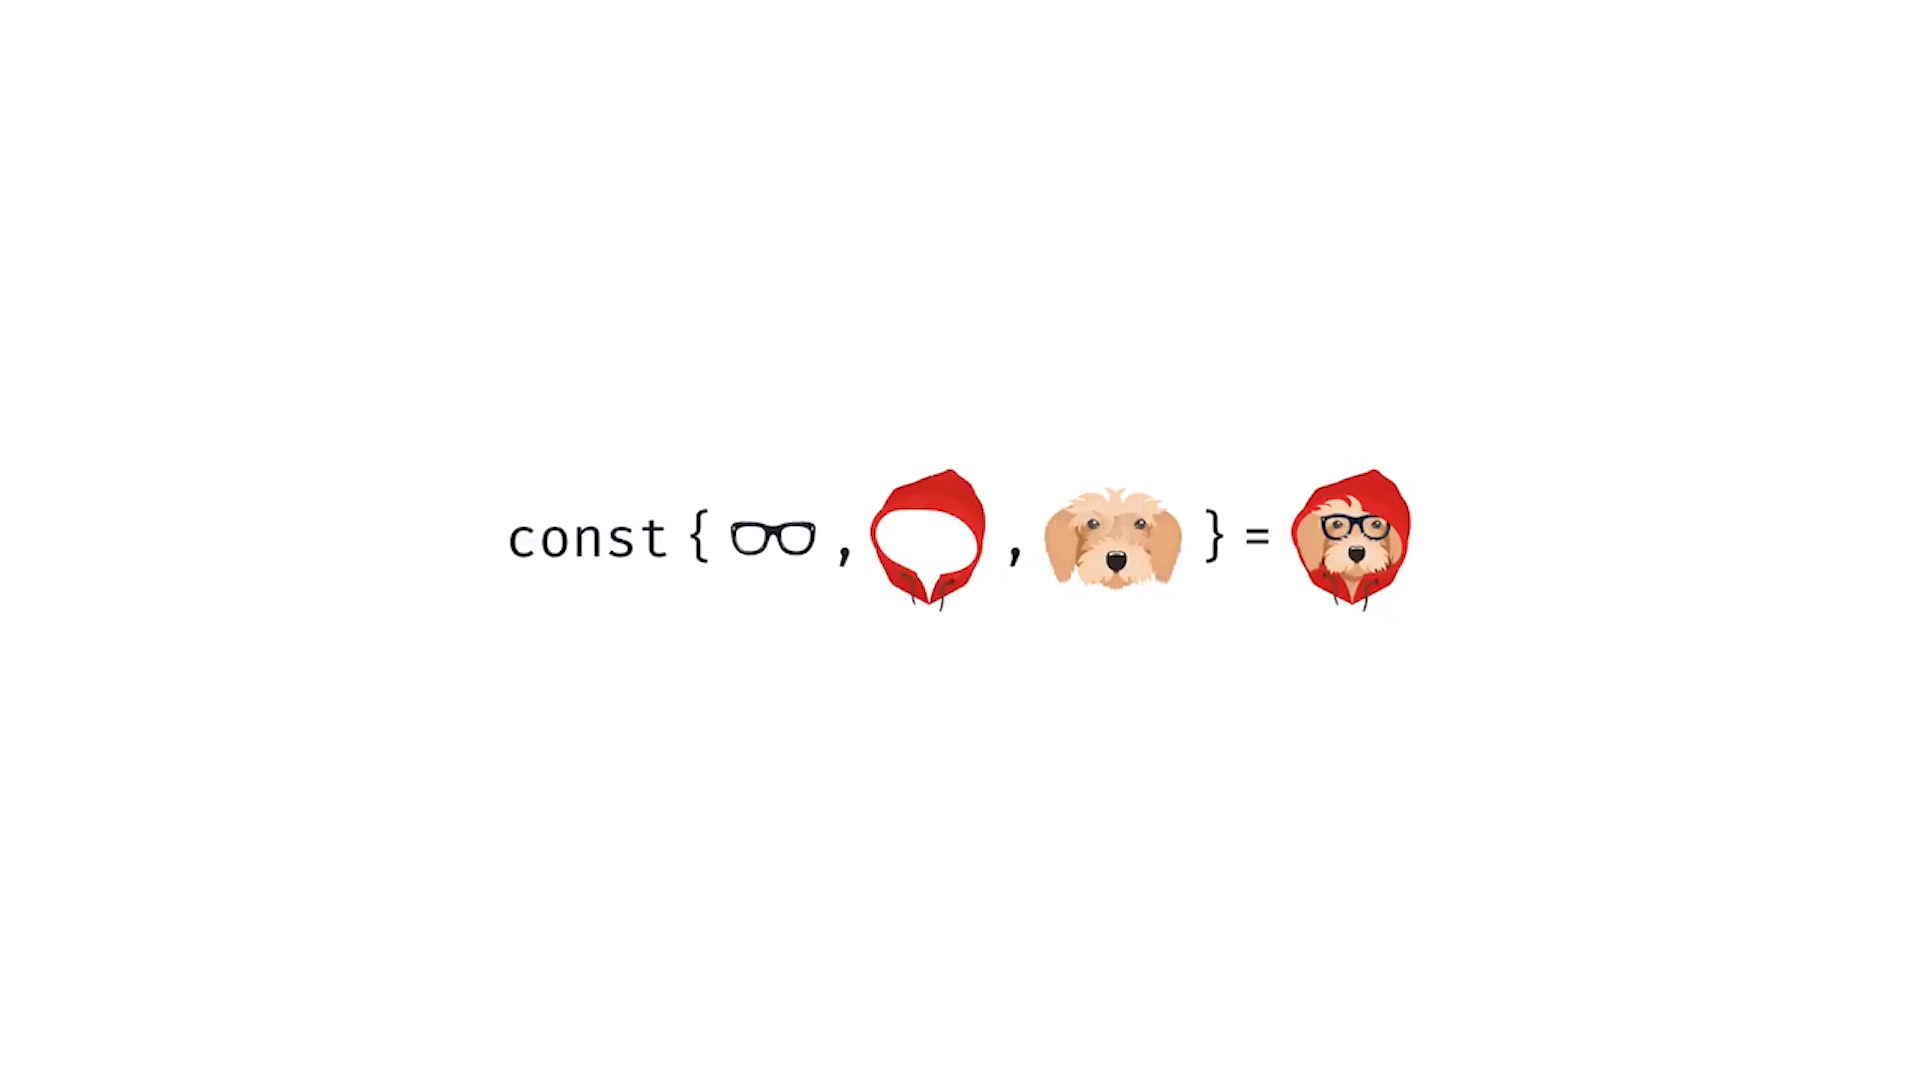 const { , , } =